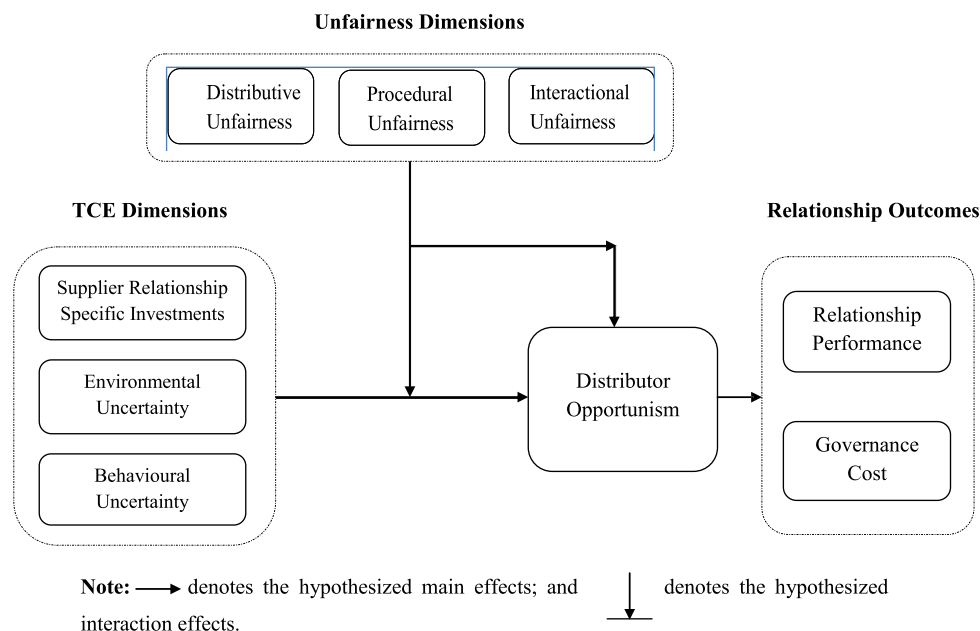 Unfairness Dimensions
Distributive
Unfairness
Procedural
Unfairness
Interactional
Unfairness
TCE Dimensions
Relationship Outcomes
Supplier Relationship
Specific Investments
Environmental
Uncertainty
Behavioural
Uncertainty
Distributor
Opportunism
Relationship
Performance
Governance
Cost
Note: denotes the hypothesized main effects; and denotes the hypothesized
interaction effects.